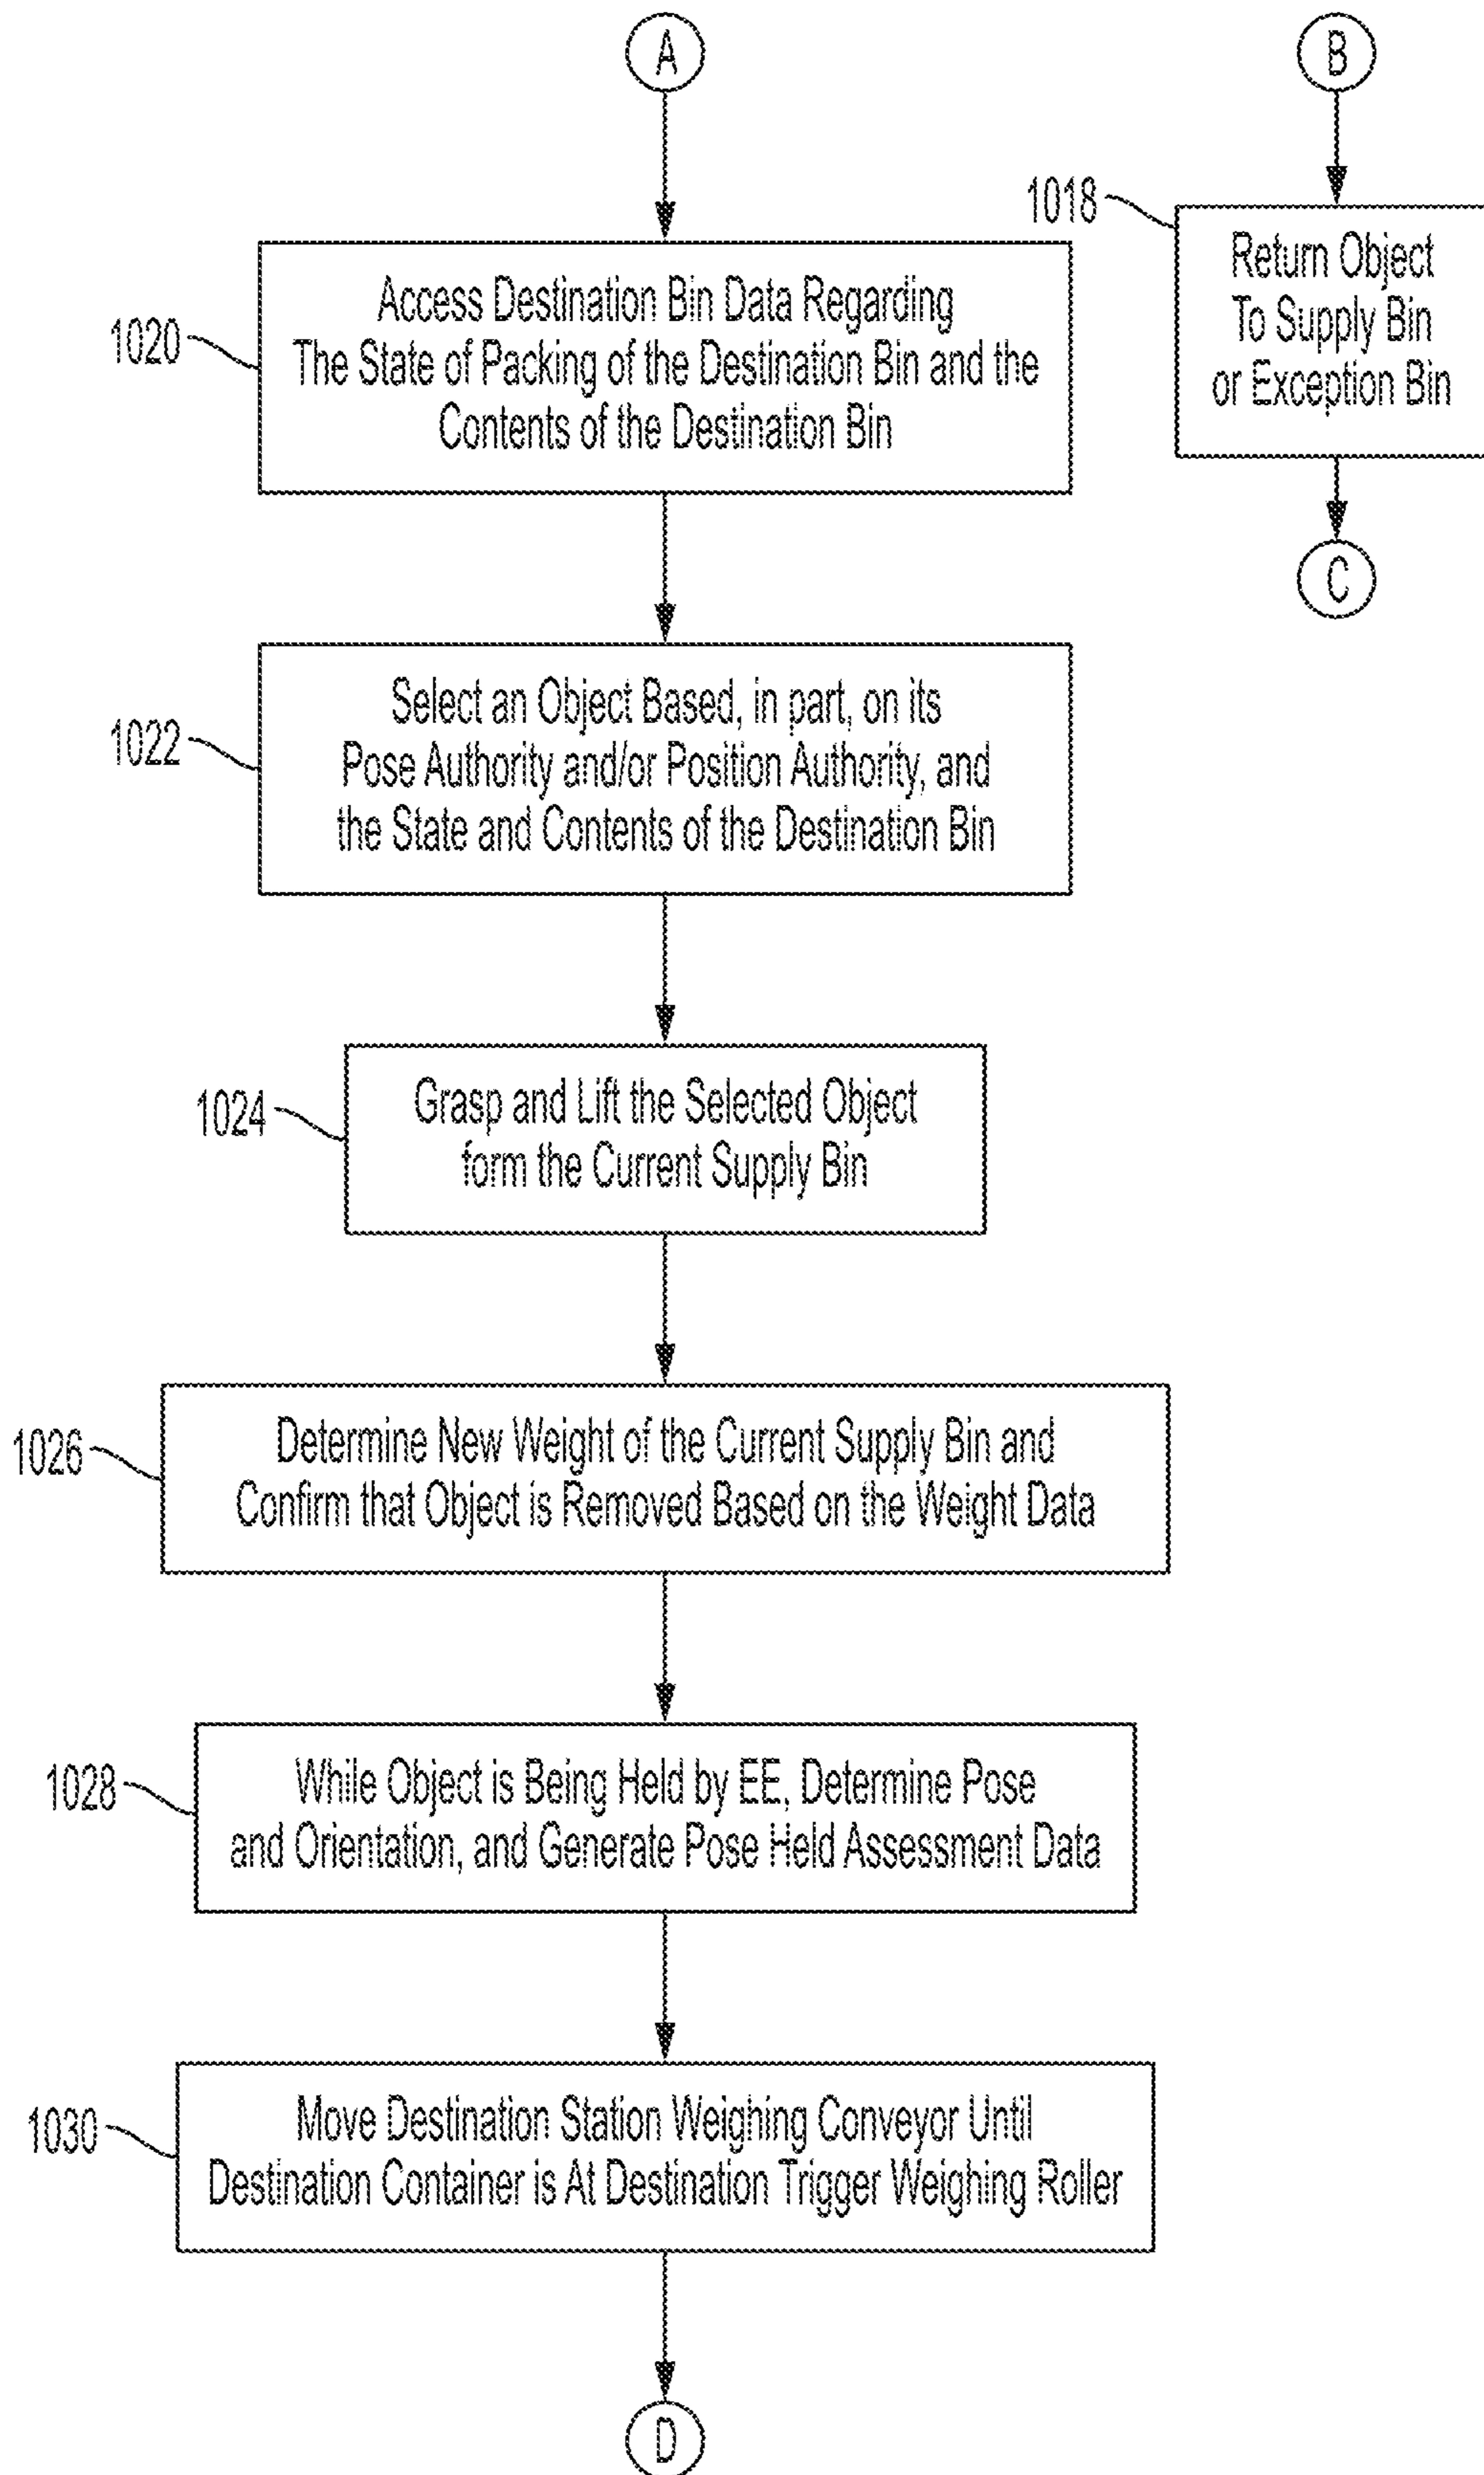 A
1020
Access Destination Bin Data Regarding
The State of Packing of the Destination Bin and the
Contents of the Destination Bin
1022
Select an Object Based, in part, on its
Pose Authority and/or Position Authority, and
the State and Contents of the Destination Bin
1024
Grasp and Lift the Selected Object
form the Current Supply Bin
1026
Determine New Weight of the Current Supply Bin and
Confirm that Object is Removed Based on the Weight Data
1028
While Object is Being Held by EE, Determine Pose
and Orientation, and Generate Pose Held Assessment Data
1030
Move Destination Station Weighing Conveyor Until
Destination Container is At Destination Trigger Weighing Roller
D
B
1018
Return Object
To Supply Bin
or Exception Bin
C